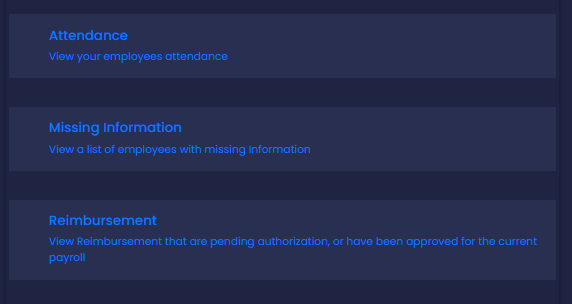 Attendance
View your employees attendance
Missing Information
View a list of employees with missing Information
Reimbursement
View Reimbursement that are pending authorization, or have been approved for the current
payroll